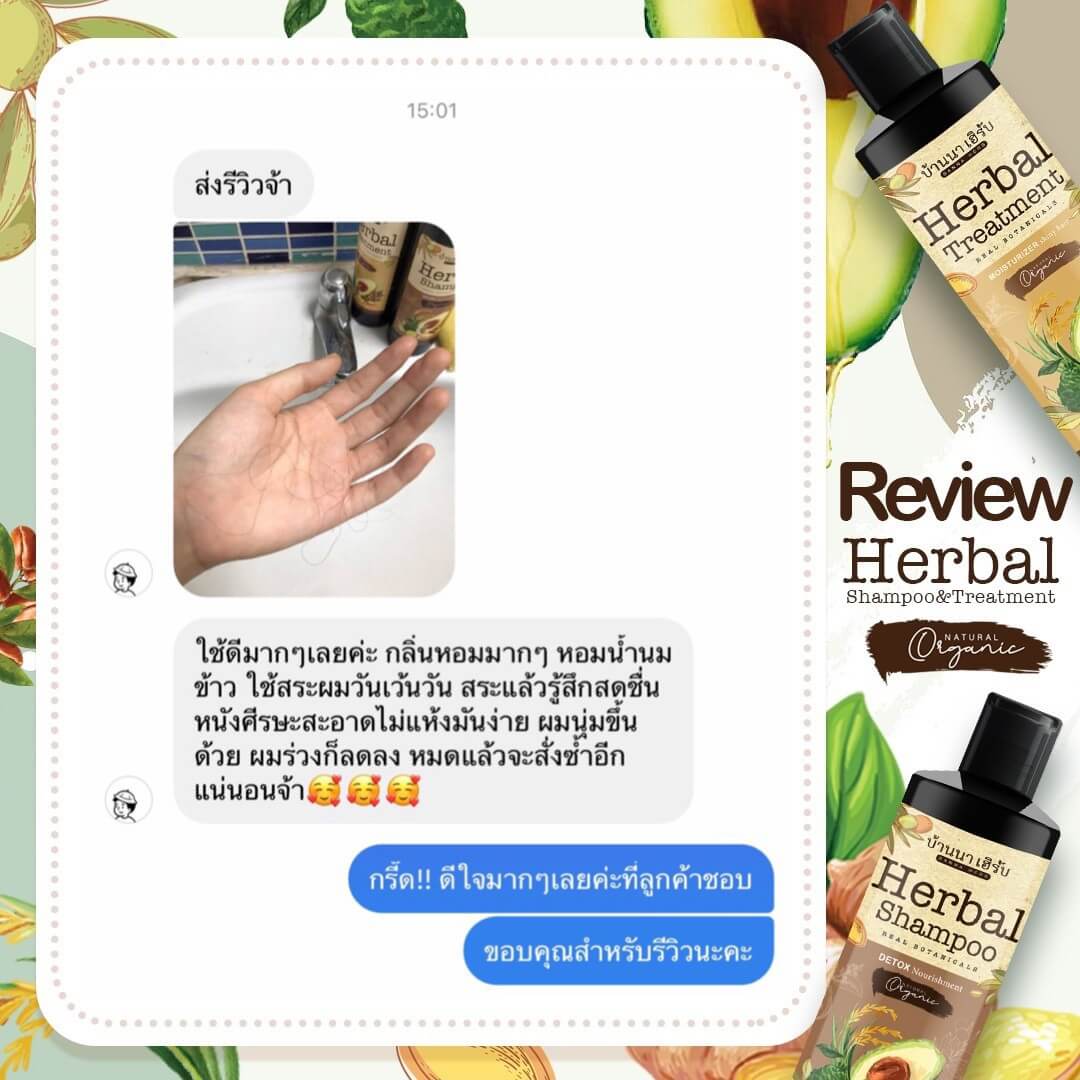 15:01
ส่งรีวิวจ้า
Herbal
Shampoo
ใช้ดีมากๆเลยค่ะ กลิ่นหอมมากๆ หอมน้ำนม
ข้าว ใช้สระผมวันเว้นวัน สระแล้วรู้สึกสดชื่น
หนังศีรษะสะอาดไม่แห้งมันง่าย ผมนุ่มขึ้น
ด้วย ผมร่วงก็ลดลง หมดแล้วจะสั่งซ้ำอีก
แน่นอนจ้า🥰🥰🥰
กรี้ด!! ดีใจมากๆเลยค่ะที่ลูกค้าชอบ
ขอบคุณสำหรับรีวิวนะคะ
บ้านนา เฮิร์บ
BANNA HERB
Herbal
Treatment
REAL BOTANICALS
MOISTURIZER shiny hair
NATURAL
Organic
Review
Herbal
Shampoo&Treatment
NATURAL
Organic
บ้านนา เฮิร์บ
BANNA HERB
Herbal
Shampoo
REAL BOTANICALS
DETOX Nourishment
NATURAL
Organic